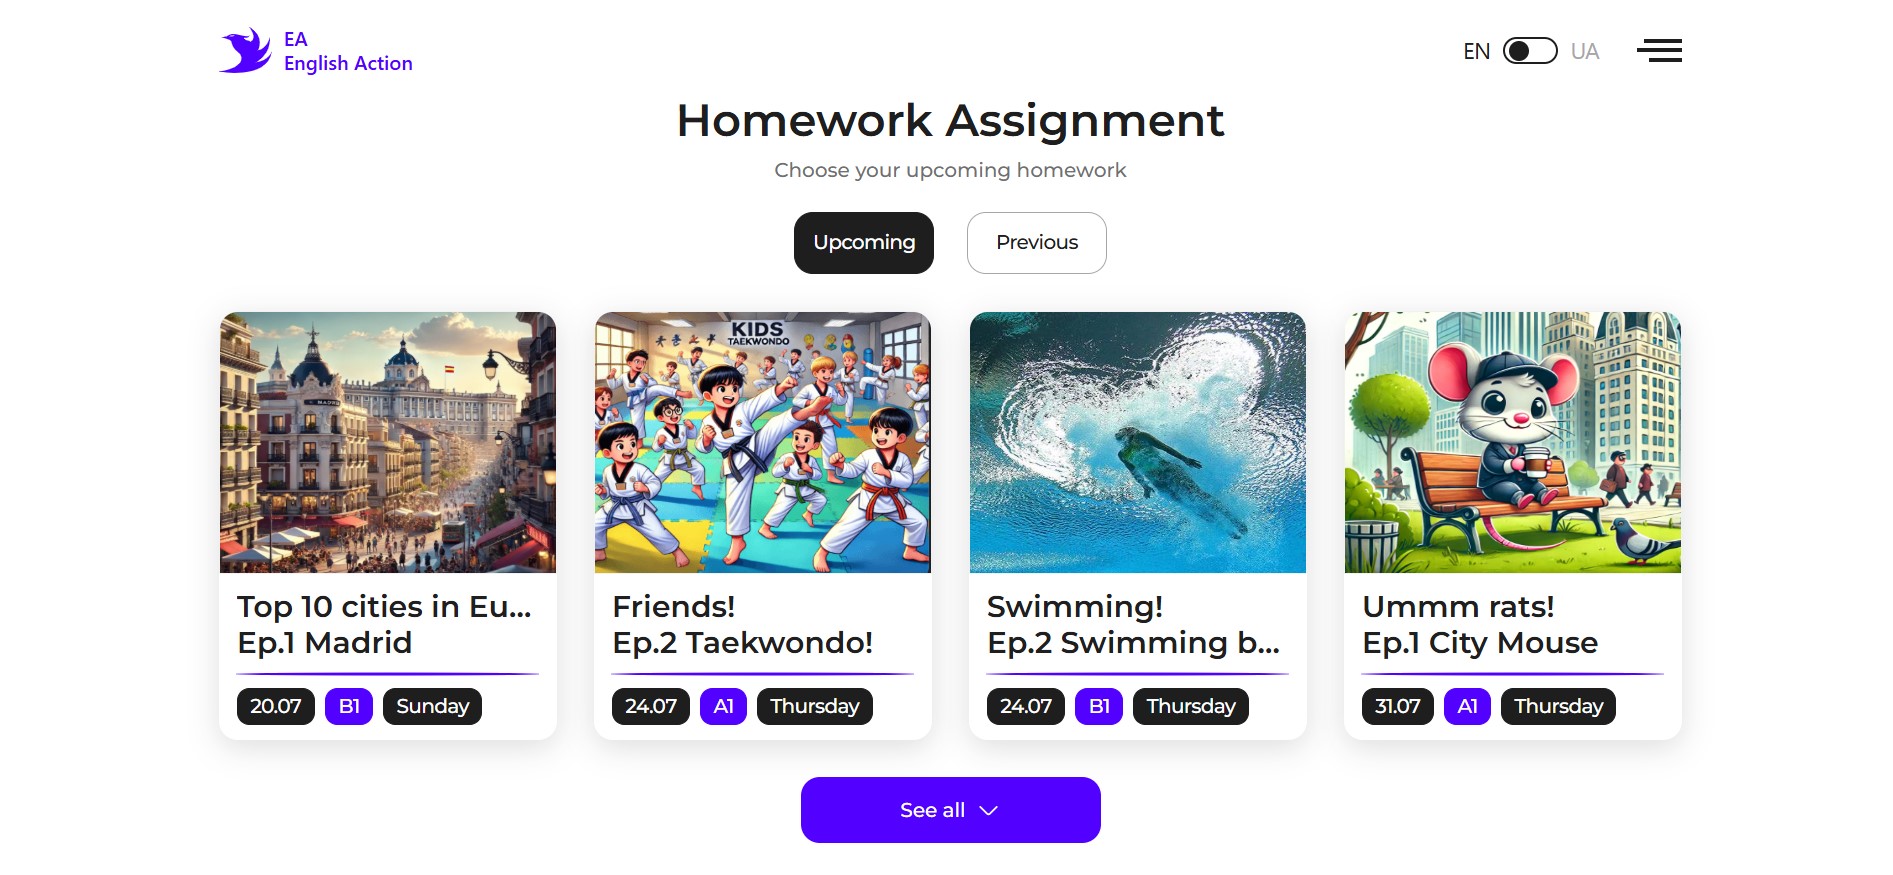 EA
English Action
EN
UA
Homework Assignment
Choose your upcoming homework
Upcoming
Previous
MADRI
KIDS
TAEKWONDO
Top 10 cities in Eu...
Ep.1 Madrid
20.07
B1
Sunday
Friends!
Ep.2 Taekwondo!
24.07
A1
Thursday
Swimming!
Ep.2 Swimming b...
24.07
B1
Thursday
Ummm rats!
Ep.1 City Mouse
31.07
A1
Thursday
See all